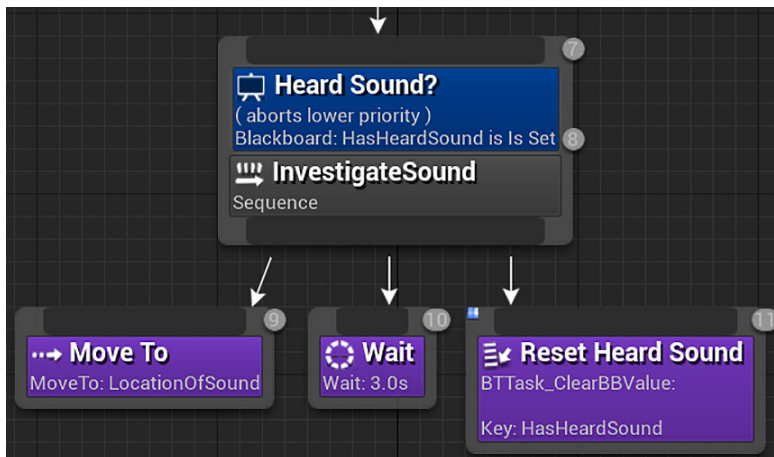 7
Heard Sound?
( aborts lower priority )
Blackboard: HasHeardSound is Is Set
8
InvestigateSound
Sequence
9
Move To
MoveTo: LocationOfSound
10
Wait
Wait: 3.0s
11
Reset Heard Sound
BTTask_ClearBBValue:
Key: HasHeardSound